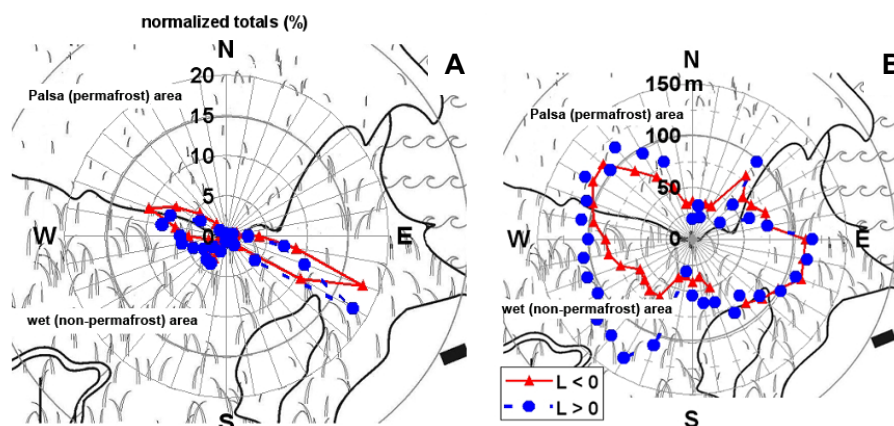 normalized totals (%)
N
A
20
Palsa (permafrost) area
15
10
5
W
0
E
wet (non-permafrost) area
S
N
150 m
Palsa (permafrost) area
100
50
W
0
E
wet (non-permafrost) area
L < 0
L > 0
S